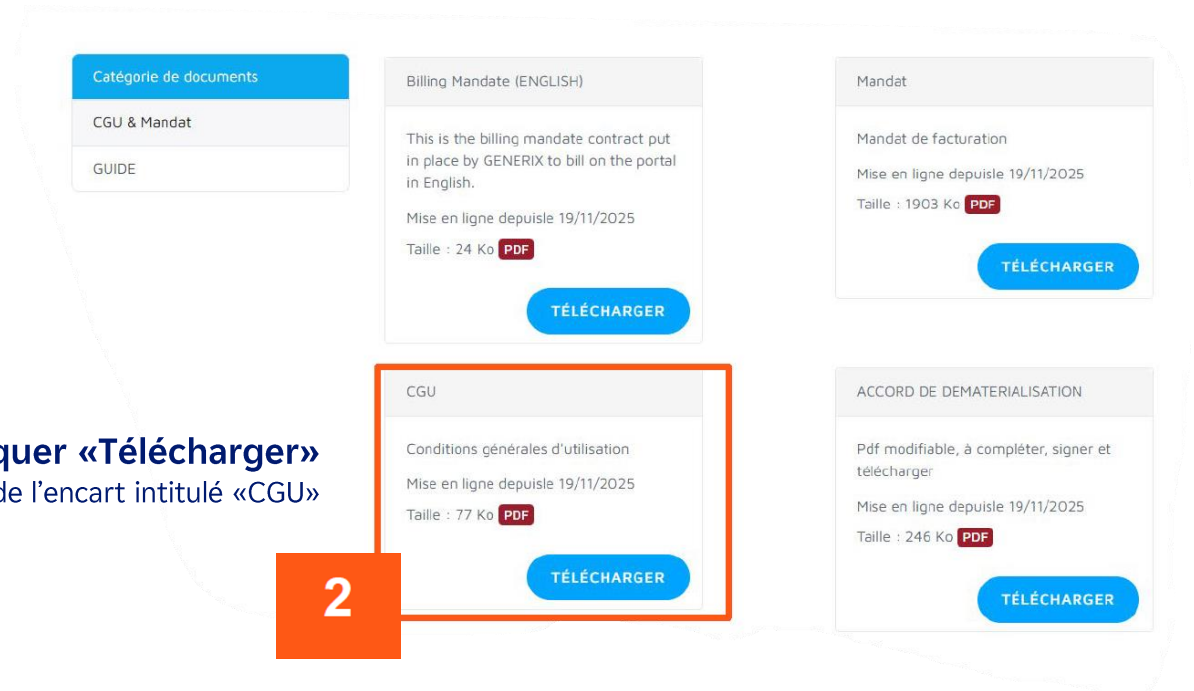 Catégorie de documents
CGU & Mandat
GUIDE
Billing Mandate (ENGLISH)
This is the billing mandate contract put
in place by GENERIX to bill on the portal
in English.
Mise en ligne depuisle 19/11/2025
Taille : 24 Ko PDF
TÉLÉCHARGER
Mandat
Mandat de facturation
Mise en ligne depuisle 19/11/2025
Taille : 1903 Ko PDF
TÉLÉCHARGER
quer «Télécharger»
de l'encart intitulé «CGU»
2
CGU
Conditions générales d'utilisation
Mise en ligne depuisle 19/11/2025
Taille : 77 Ko PDF
TÉLÉCHARGER
ACCORD DE DEMATERIALISATION
Pdf modifiable, à compléter, signer et
télécharger
Mise en ligne depuisle 19/11/2025
Taille : 246 Ko PDF
TÉLÉCHARGER